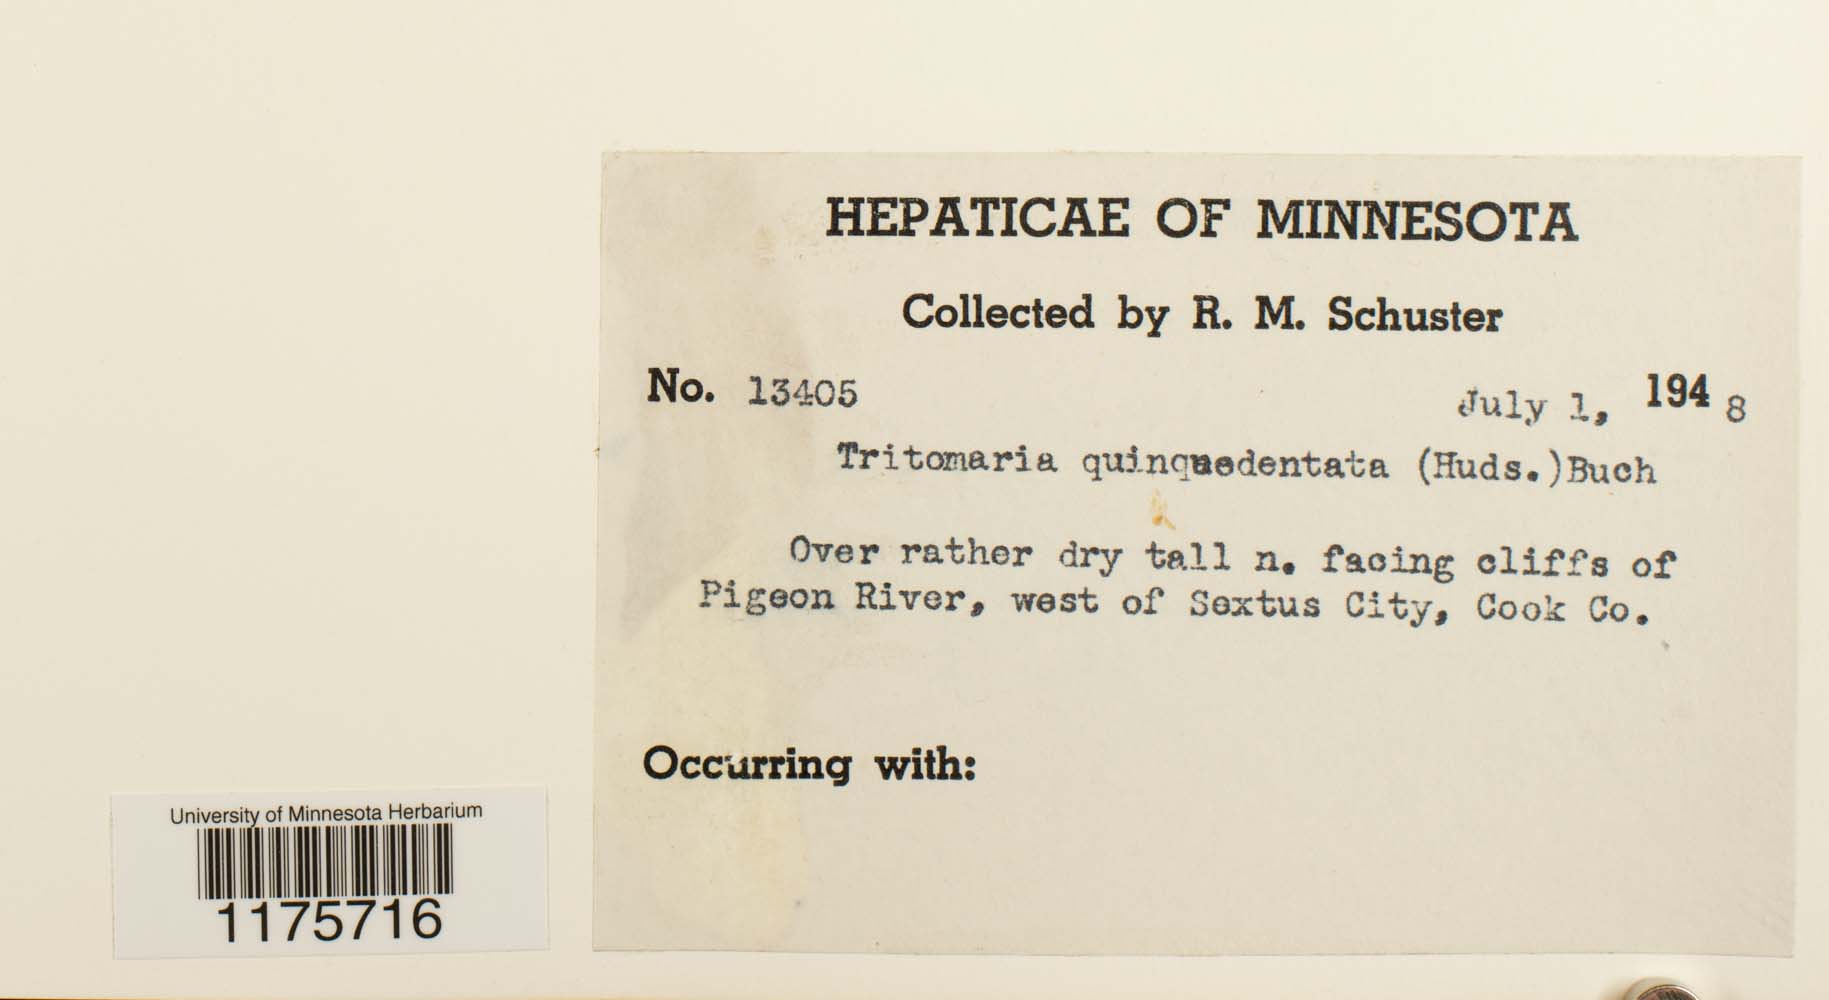 HEPATICAE OF MINNESOTA
Collected by R. M. Schuster
No. 13405 July 1, 1948
Tritomaria quinquedentata (Huds.)Buch
Over rather dry tall n. facing cliffs of
Pigeon River, west of Sextus City, Cook Co.
Occurring with:
University of Minnesota Herbarium
1175716